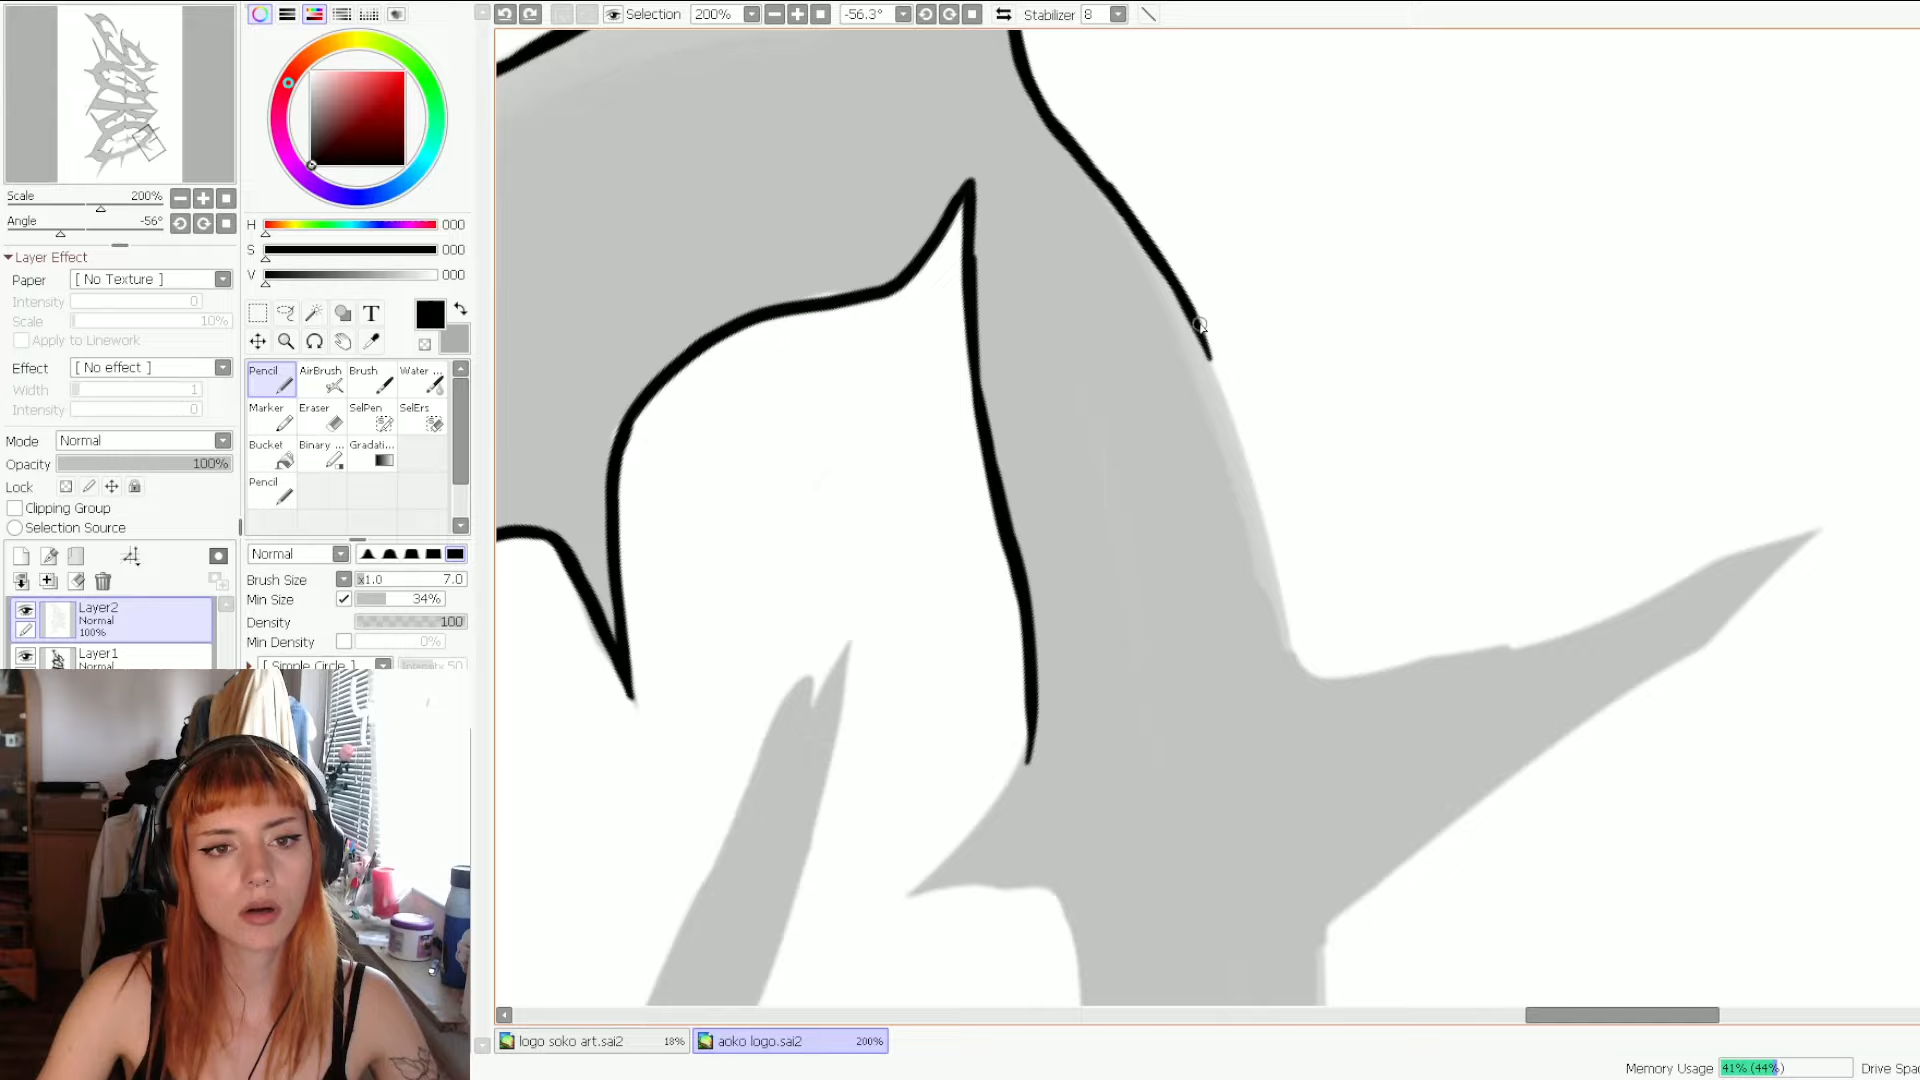 Selection 200% -56.3° Stabilizer 8
Scale 200%
Angle -56°
Layer Effect
Paper [ No Texture ]
Intensity 0
Scale 10%
Apply to Linework
Effect [ No effect ]
Width 1
Intensity 0
Mode Normal
Opacity 100%
Lock
Clipping Group
Selection Source
Layer2
Normal
100%
Layer1
Normal
H 000
S 000
V 000
T
Pencil AirBrush Brush Water ...
Marker Eraser SelPen SelErs
Bucket Binary ... Gradati...
Pencil
Normal
Brush Size x1.0 7.0
Min Size 34%
Density 100
Min Density 0%
[ Simple Circle ] Intensity 50
logo soko art.sai2 18% aoko logo.sai2 200%
Memory Usage 41% (44%) Drive Spac